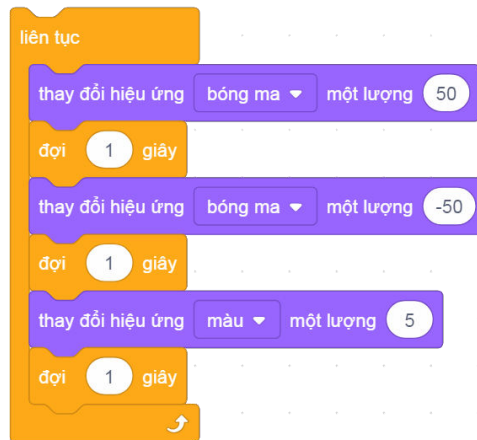 liên tục
thay đổi hiệu ứng bóng ma một lượng 50
đợi 1 giây
thay đổi hiệu ứng bóng ma một lượng -50
đợi 1 giây
thay đổi hiệu ứng màu một lượng 5
đợi 1 giây